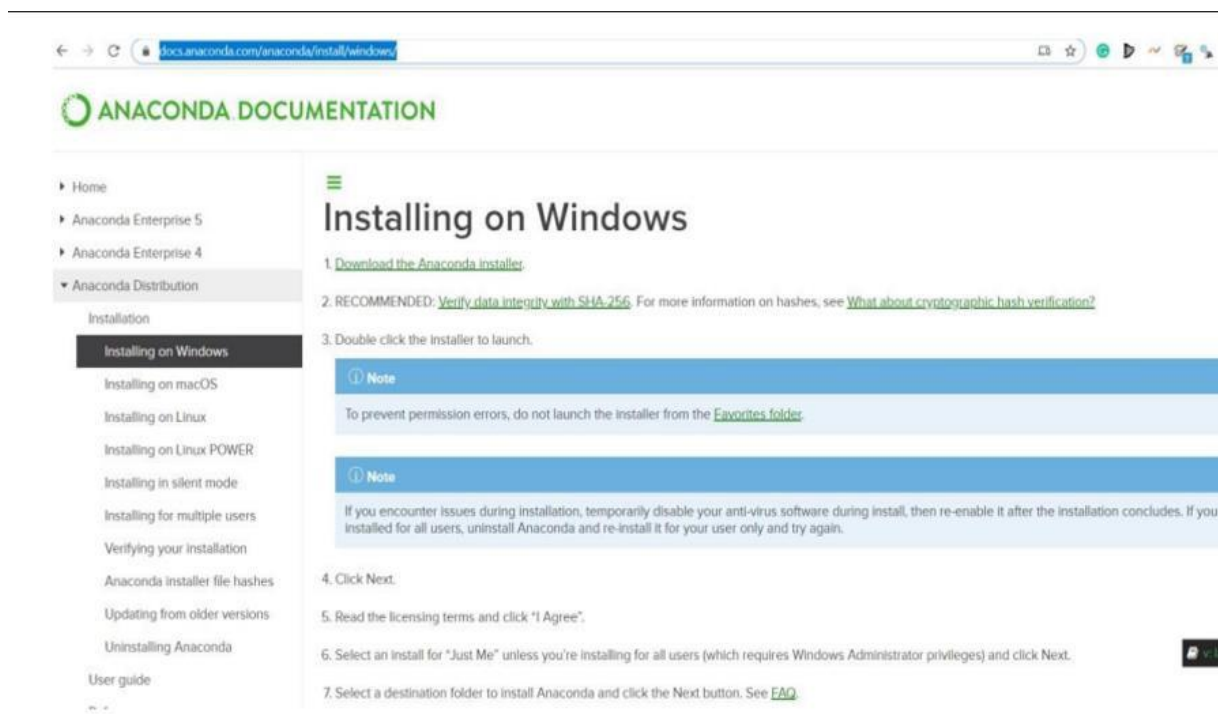 docs.anaconda.com/anaconda/install/windows/
ANACONDA.DOCUMENTATION
Home
Anaconda Enterprise 5
Anaconda Enterprise 4
Anaconda Distribution
Installation
Installing on Windows
Installing on macOS
Installing on Linux
Installing on Linux POWER
Installing in silent mode
Installing for multiple users
Verifying your installation
Anaconda installer file hashes
Updating from older versions
Uninstalling Anaconda
User guide
Installing on Windows
1. Download the Anaconda installer.
2. RECOMMENDED: Verify data integrity with SHA-256. For more information on hashes, see What about cryptographic hash verification?
3. Double click the installer to launch.
Note
To prevent permission errors, do not launch the installer from the Favorites folder.
Note
If you encounter issues during installation, temporarily disable your anti-virus software during install, then re-enable it after the installation concludes. If you
installed for all users, uninstall Anaconda and re-install it for your user only and try again.
4. Click Next.
5. Read the licensing terms and click “I Agree”.
6. Select an install for “Just Me” unless you’re installing for all users (which requires Windows Administrator privileges) and click Next.
7. Select a destination folder to install Anaconda and click the Next button. See FAQ.